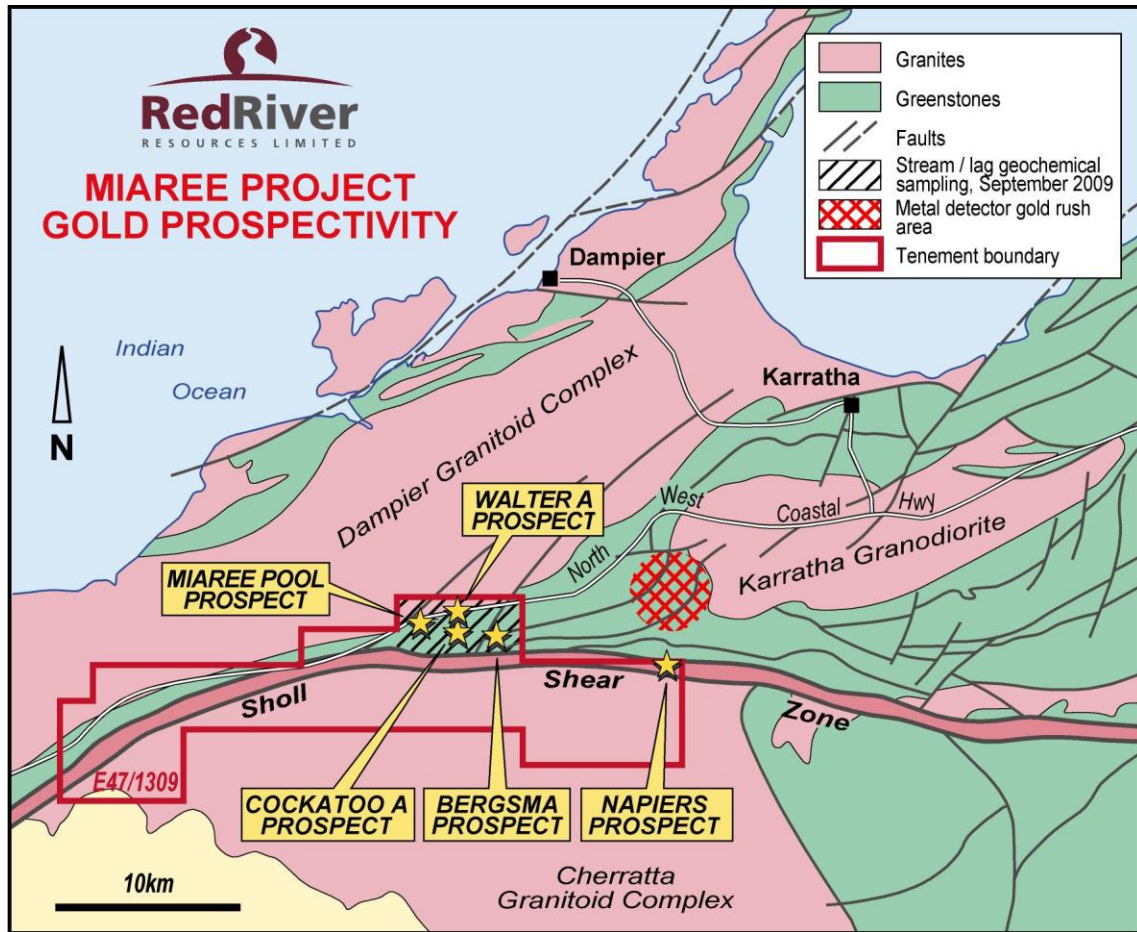 RedRiver
RESOURCES LIMITED
MIAREE PROJECT
GOLD PROSPECTIVITY
Granites
Greenstones
Faults
Stream / lag geochemical
sampling, September 2009
Metal detector gold rush
area
Tenement boundary
Dampier
Indian
Ocean
N
Karratha
Dampier Granitoid Complex
WALTER A
PROSPECT
North West Coastal Hwy
Karratha Granodiorite
MIAREE POOL
PROSPECT
Sholl Shear Zone
E47/1309
COCKATOO A
PROSPECT
BERGSMA
PROSPECT
NAPIERS
PROSPECT
10km
Cherratta
Granitoid Complex